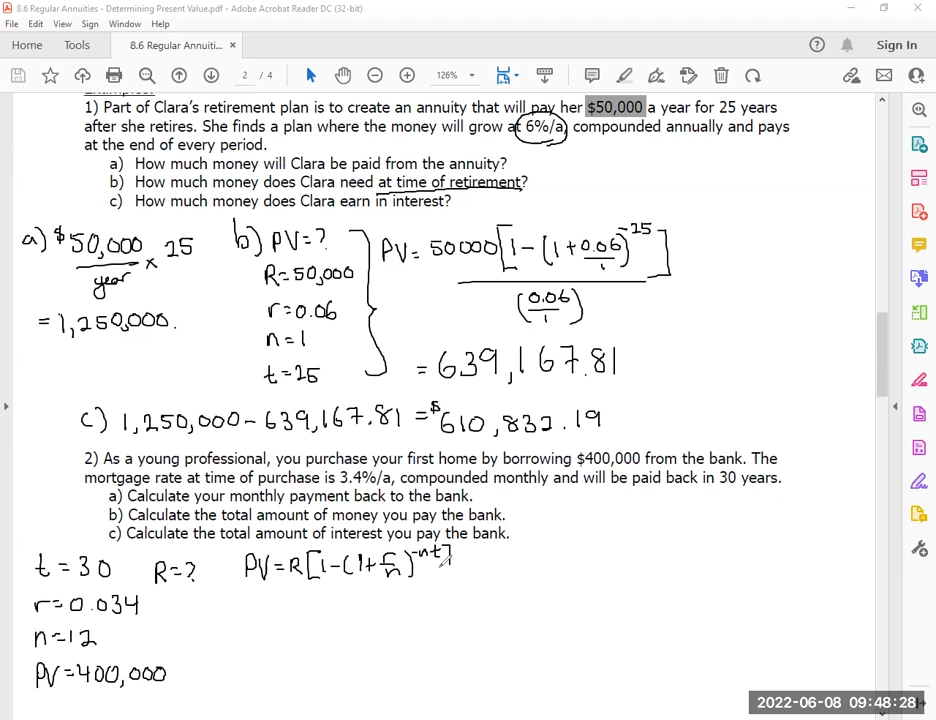 8.6 Regular Annuities - Determining Present Value.pdf - Adobe Acrobat Reader DC (32-bit)
File Edit View Sign Window Help
Home Tools 8.6 Regular Annuiti... × Sign In
2 / 4 126%
Examples:
1) Part of Clara's retirement plan is to create an annuity that will pay her $50,000 a year for 25 years
after she retires. She finds a plan where the money will grow at 6%/a, compounded annually and pays
at the end of every period.
a) How much money will Clara be paid from the annuity?
b) How much money does Clara need at time of retirement?
c) How much money does Clara earn in interest?
a) $50,000/year × 25
= 1,250,000.
b) PV=?
R=50,000
r=0.06
n=1
t=25
PV= 50000[1-(1+0.06/1)^-25]
(0.06/1)
= 639,167.81
c) 1,250,000 - 639,167.81 = $610,832.19
2) As a young professional, you purchase your first home by borrowing $400,000 from the bank. The
mortgage rate at time of purchase is 3.4%/a, compounded monthly and will be paid back in 30 years.
a) Calculate your monthly payment back to the bank.
b) Calculate the total amount of money you pay the bank.
c) Calculate the total amount of interest you pay the bank.
t=30 R=? PV=R[1-(1+r/n)^-nt]
r=0.034
n=12
PV=400,000
2022-06-08 09:48:28